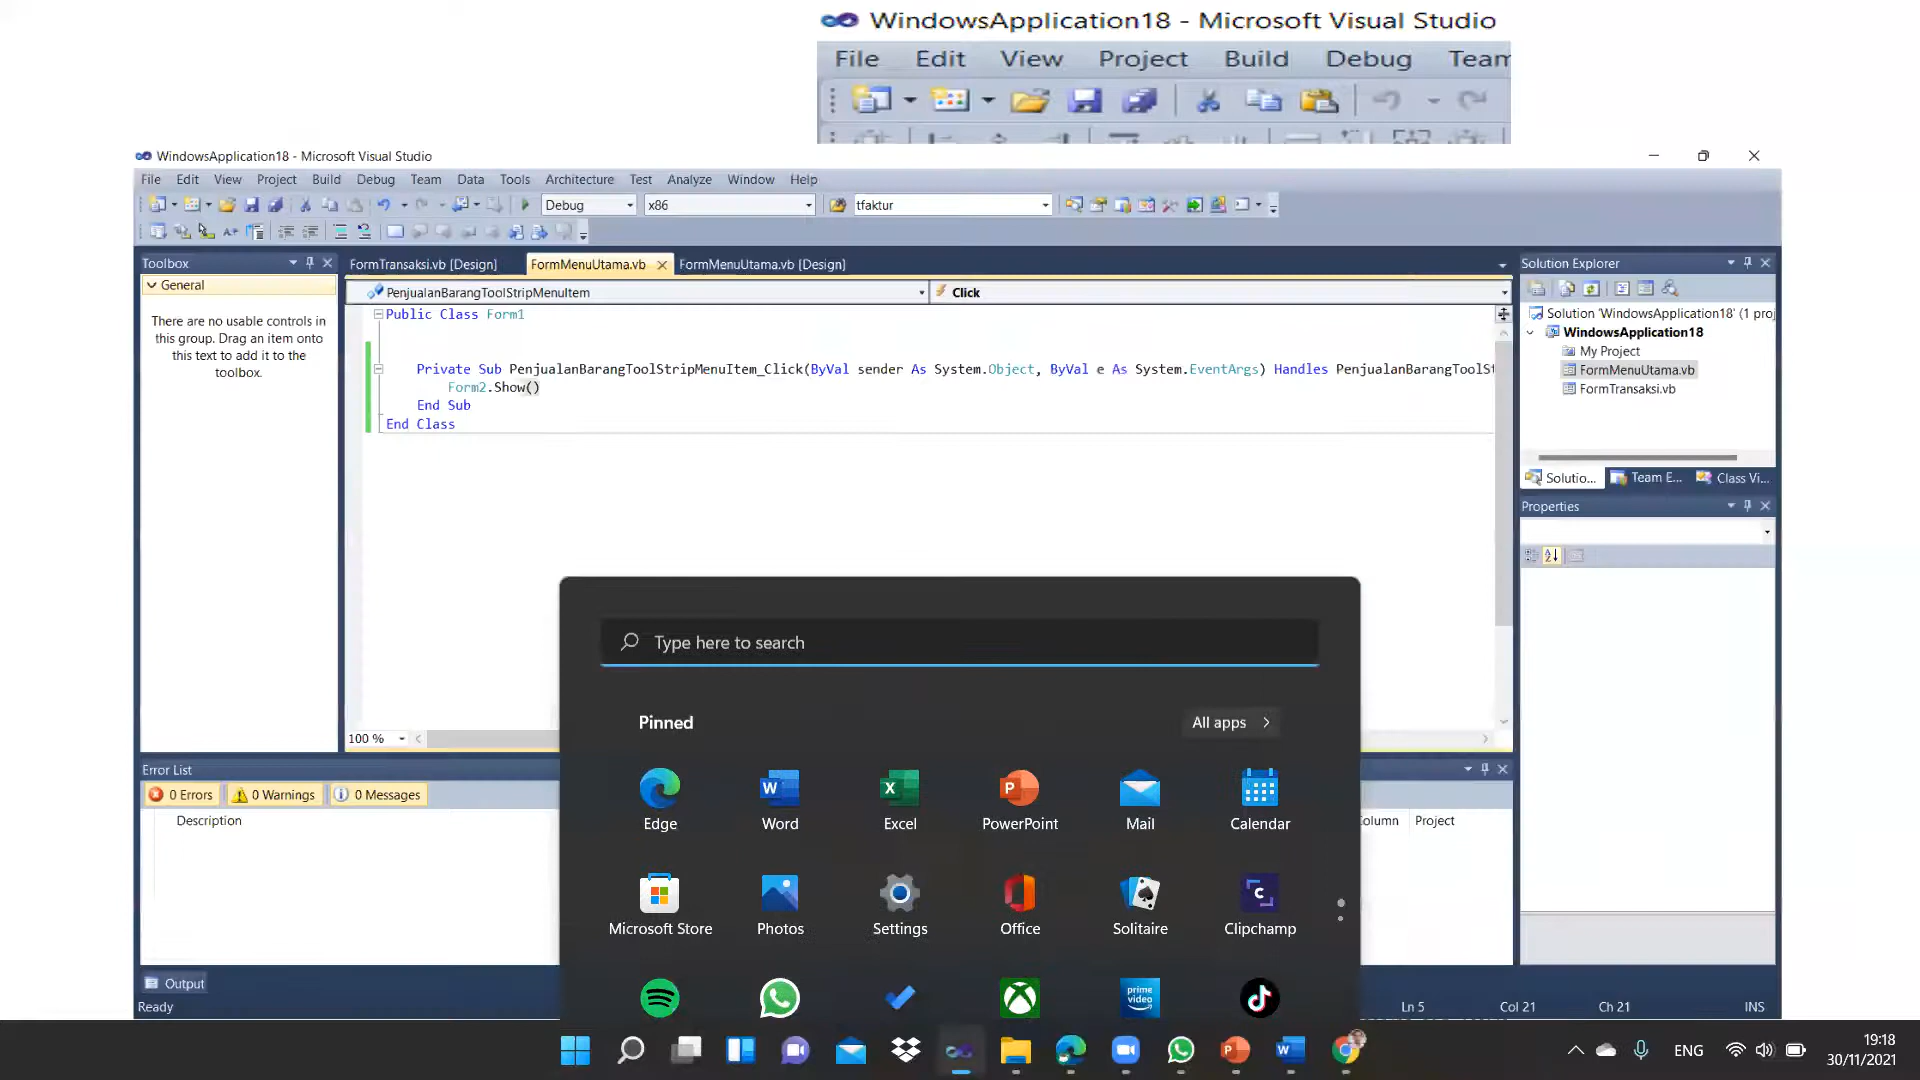 WindowsApplication18 - Microsoft Visual Studio
File Edit View Project Build Debug Team
WindowsApplication18 - Microsoft Visual Studio
File Edit View Project Build Debug Team Data Tools Architecture Test Analyze Window Help
Debug x86 tfaktur
Toolbox
General
There are no usable controls in
this group. Drag an item onto
this text to add it to the
toolbox.
FormTransaksi.vb [Design] FormMenuUtama.vb FormMenuUtama.vb [Design]
PenjualanBarangToolStripMenuItem Click
Public Class Form1
Private Sub PenjualanBarangToolStripMenuItem_Click(ByVal sender As System.Object, ByVal e As System.EventArgs) Handles PenjualanBarangToolSt
Form2.Show()
End Sub
End Class
100 %
Solution Explorer
Solution 'WindowsApplication18' (1 proj
WindowsApplication18
My Project
FormMenuUtama.vb
FormTransaksi.vb
Solutio... Team E... Class Vi...
Properties
Error List
0 Errors 0 Warnings 0 Messages
Description
Column Project
Output
Ready
Ln 5 Col 21 Ch 21 INS
Type here to search
Pinned
All apps
Edge Word Excel PowerPoint Mail Calendar
Microsoft Store Photos Settings Office Solitaire Clipchamp
prime
video
ENG
19:18
30/11/2021